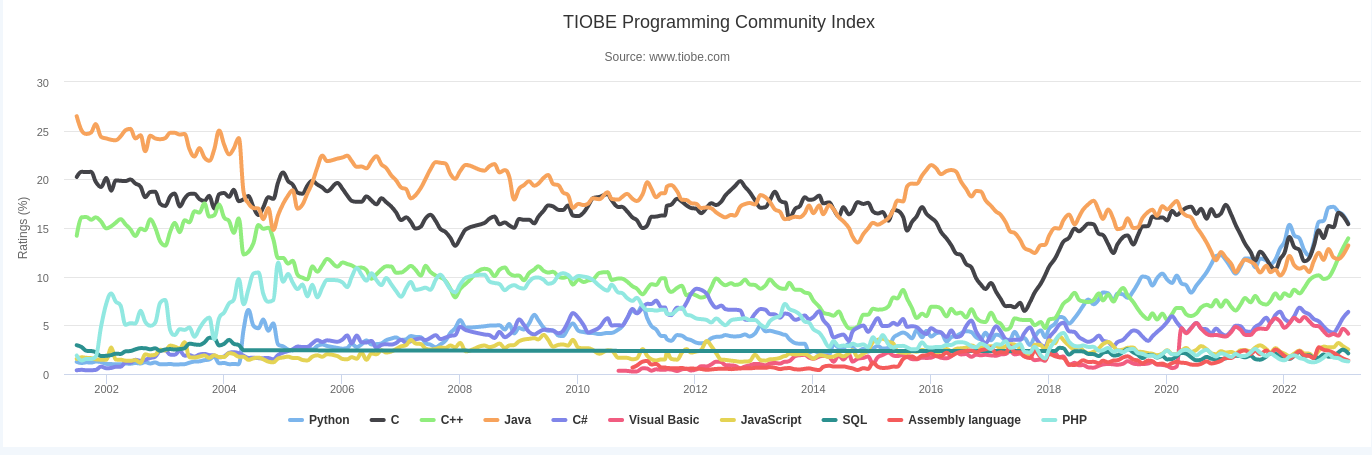 TIOBE Programming Community Index
Source: www.tiobe.com
Ratings (%)
30
25
20
15
10
5
0
2002 2004 2006 2008 2010 2012 2014 2016 2018 2020 2022
Python C C++ Java C# Visual Basic JavaScript SQL Assembly language PHP